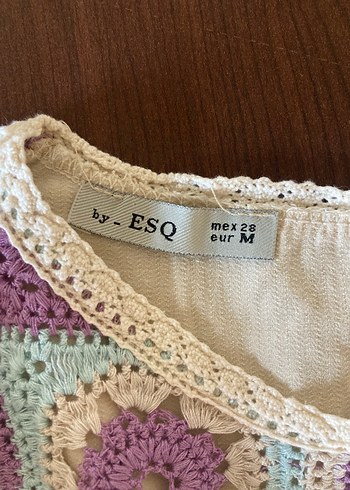 by - ESQ
mex 28
eur M